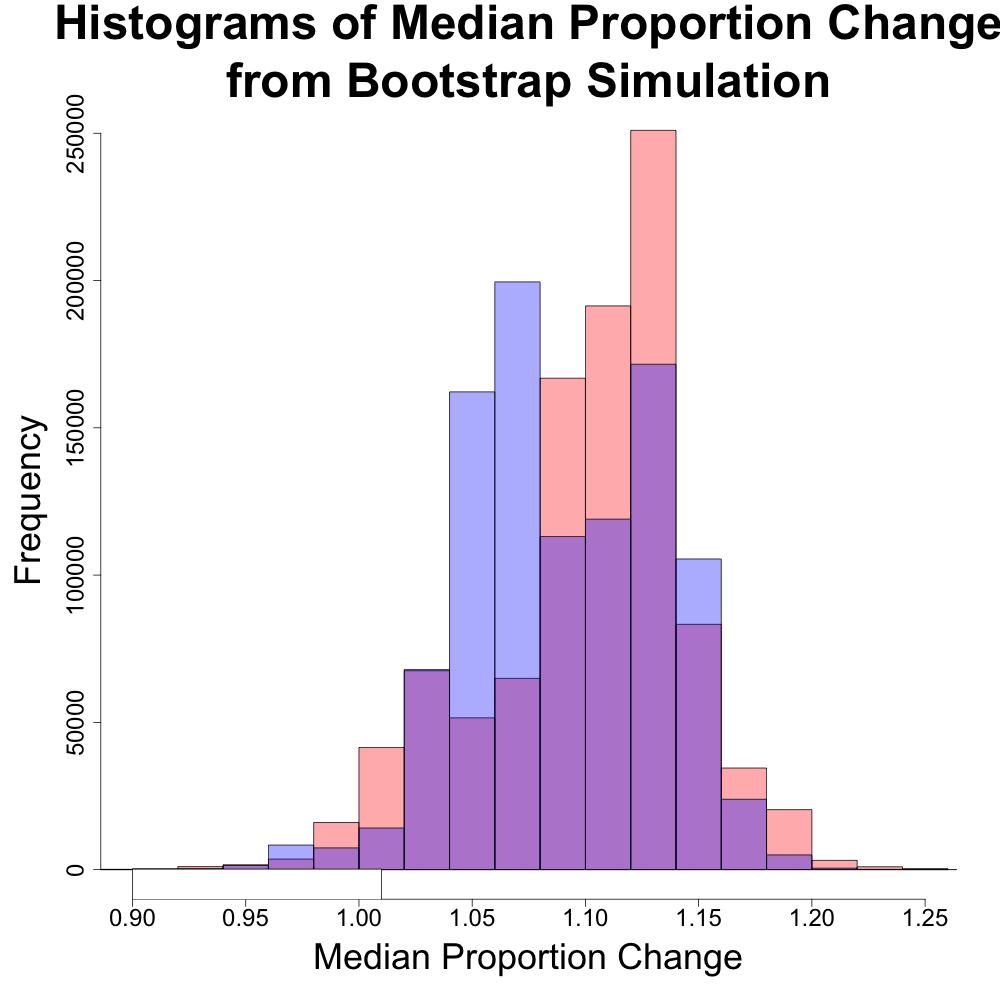 Histograms of Median Proportion Change
from Bootstrap Simulation
Frequency
250000
200000
150000
100000
50000
0
0.90 0.95 1.00 1.05 1.10 1.15 1.20 1.25
Median Proportion Change